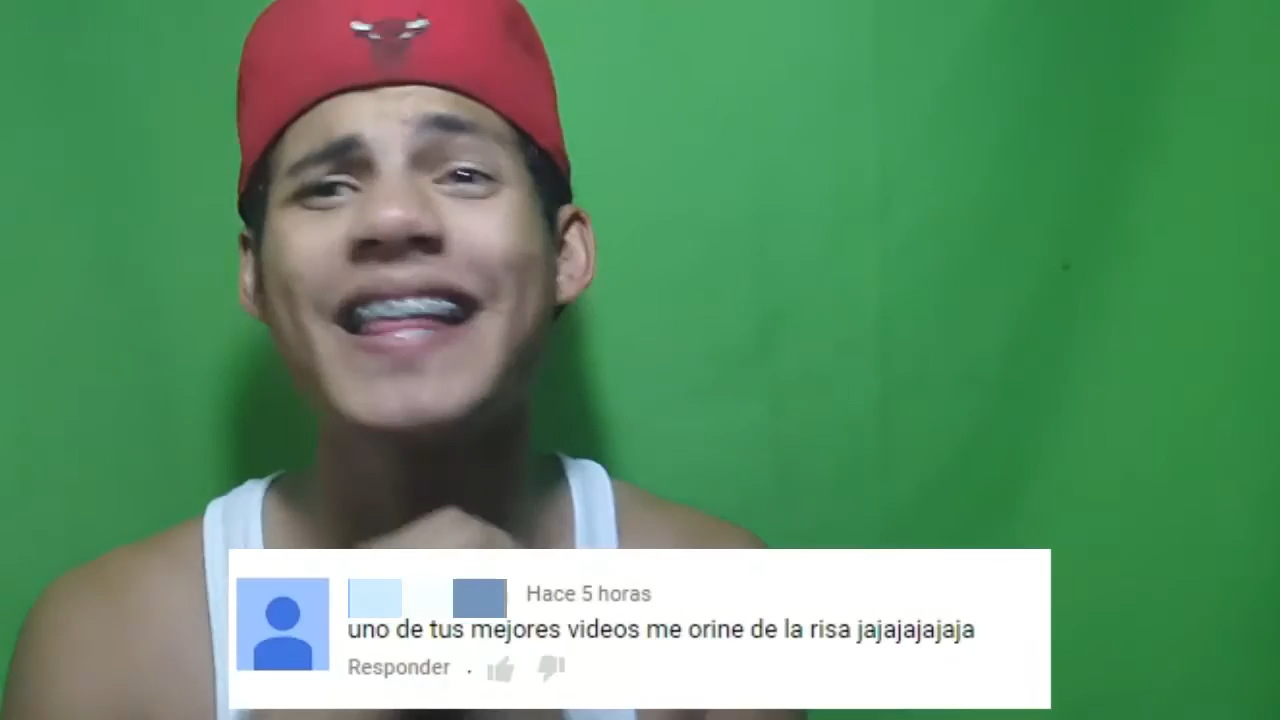 Hace 5 horas
uno de tus mejores videos me orine de la risa jajajajajaja
Responder .